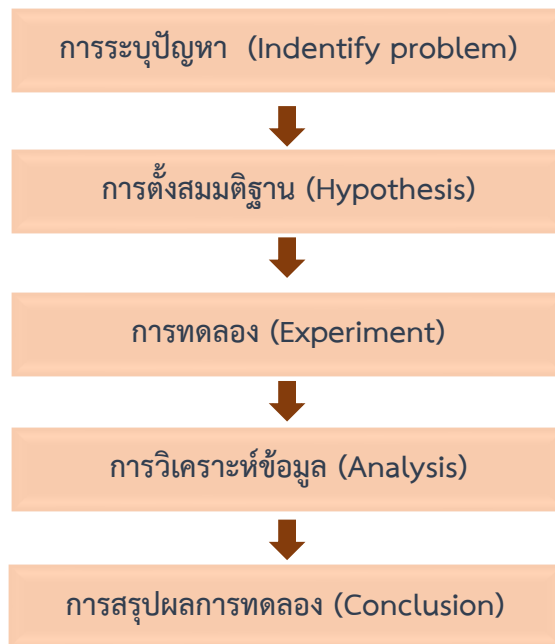 การระบุปัญหา (Indentify problem)
การตั้งสมมติฐาน (Hypothesis)
การทดลอง (Experiment)
การวิเคราะห์ข้อมูล (Analysis)
การสรุปผลการทดลอง (Conclusion)